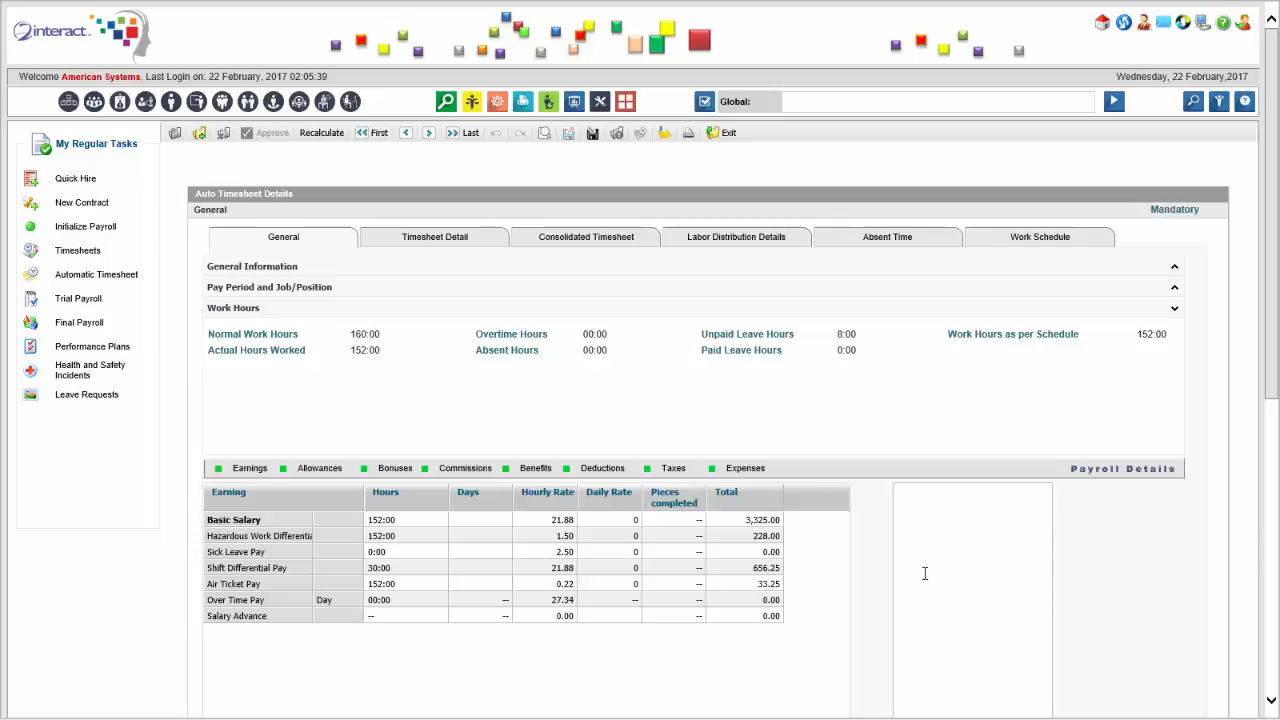 interact
Welcome American Systems, Last Login on: 22 February, 2017 02:05:39
Wednesday, 22 February,2017
Global:
Approve Recalculate First Last Exit
My Regular Tasks
Quick Hire
New Contract
Initialize Payroll
Timesheets
Automatic Timesheet
Trial Payroll
Final Payroll
Performance Plans
Health and Safety
Incidents
Leave Requests
Auto Timesheet Details
General
Mandatory
General Timesheet Detail Consolidated Timesheet Labor Distribution Details Absent Time Work Schedule
General Information
Pay Period and Job/Position
Work Hours
Normal Work Hours 160:00 Overtime Hours 00:00 Unpaid Leave Hours 8:00 Work Hours as per Schedule 152:00
Actual Hours Worked 152:00 Absent Hours 00:00 Paid Leave Hours 0:00
Earnings Allowances Bonuses Commissions Benefits Deductions Taxes Expenses Payroll Details
Earning Hours Days Hourly Rate Daily Rate Pieces completed Total
Basic Salary 152:00 21.88 0 -- 3,325.00
Hazardous Work Differentia 152:00 1.50 0 -- 228.00
Sick Leave Pay 0:00 2.50 0 -- 0.00
Shift Differential Pay 30:00 21.88 0 -- 656.25
Air Ticket Pay 152:00 0.22 0 -- 33.25
Over Time Pay Day 00:00 -- 27.34 -- -- 0.00
Salary Advance -- -- 0.00 -- 0.00